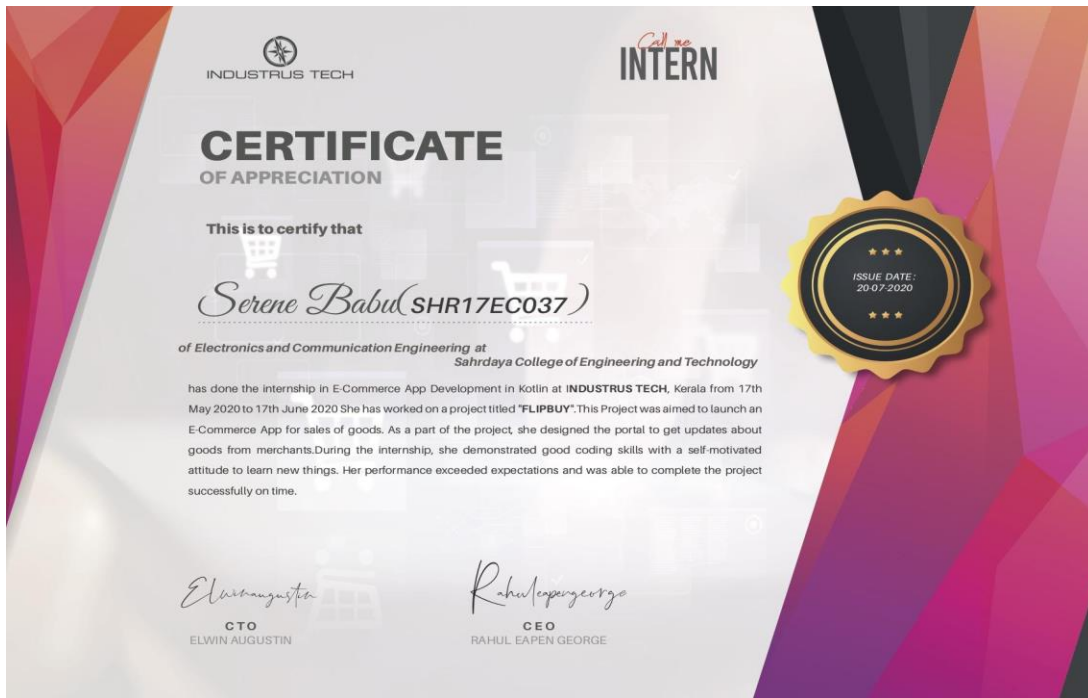 INDUSTRUS TECH
Call me
INTERN
CERTIFICATE
OF APPRECIATION
This is to certify that
Serene Babu(SHR17EC037)
of Electronics and Communication Engineering at
Sahrdaya College of Engineering and Technology
has done the internship in E-Commerce App Development in Kotlin at INDUSTRUS TECH, Kerala from 17th
May 2020 to 17th June 2020 She has worked on a project titled "FLIPBUY".This Project was aimed to launch an
E-Commerce App for sales of goods. As a part of the project, she designed the portal to get updates about
goods from merchants.During the internship, she demonstrated good coding skills with a self-motivated
attitude to learn new things. Her performance exceeded expectations and was able to complete the project
successfully on time.
ISSUE DATE:
20-07-2020
Elwinaugustin
CTO
ELWIN AUGUSTIN
Rahuleapengeorge
CEO
RAHUL EAPEN GEORGE